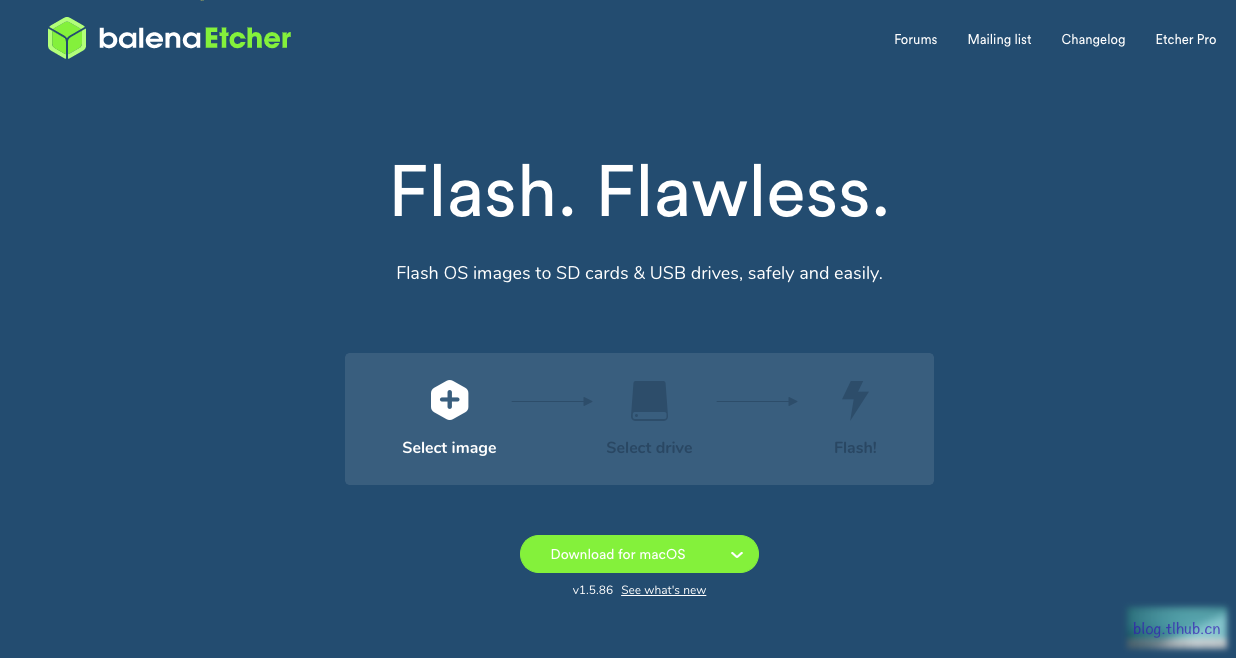 balenaEtcher
Forums Mailing list Changelog Etcher Pro
Flash. Flawless.
Flash OS images to SD cards & USB drives, safely and easily.
Select image Select drive Flash!
Download for macOS
v1.5.86 See what's new
blog.tlhub.cn